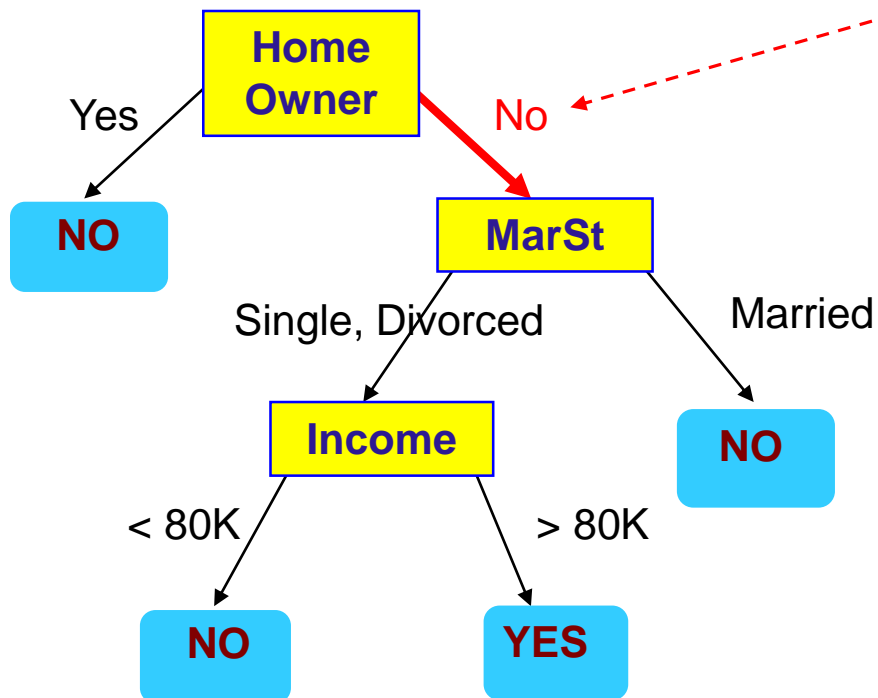 Home
Owner
Yes
No
NO
MarSt
Single, Divorced
Married
Income
NO
< 80K
> 80K
NO
YES